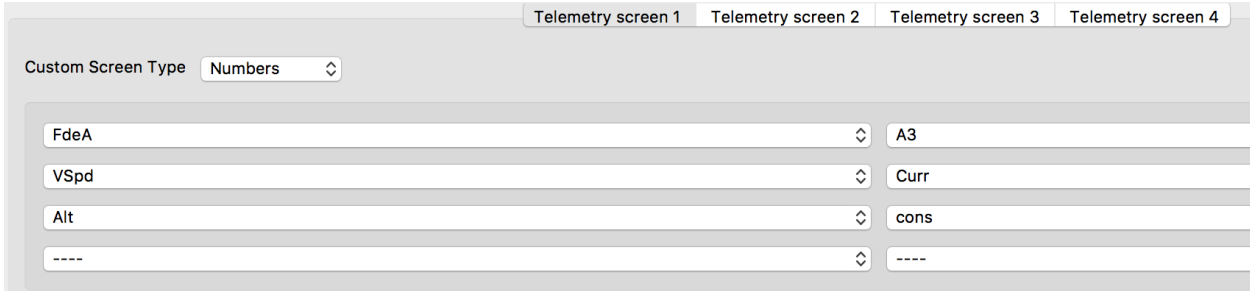 Telemetry screen 1 Telemetry screen 2 Telemetry screen 3 Telemetry screen 4
Custom Screen Type Numbers
FdeA A3
VSpd Curr
Alt cons
---- ----